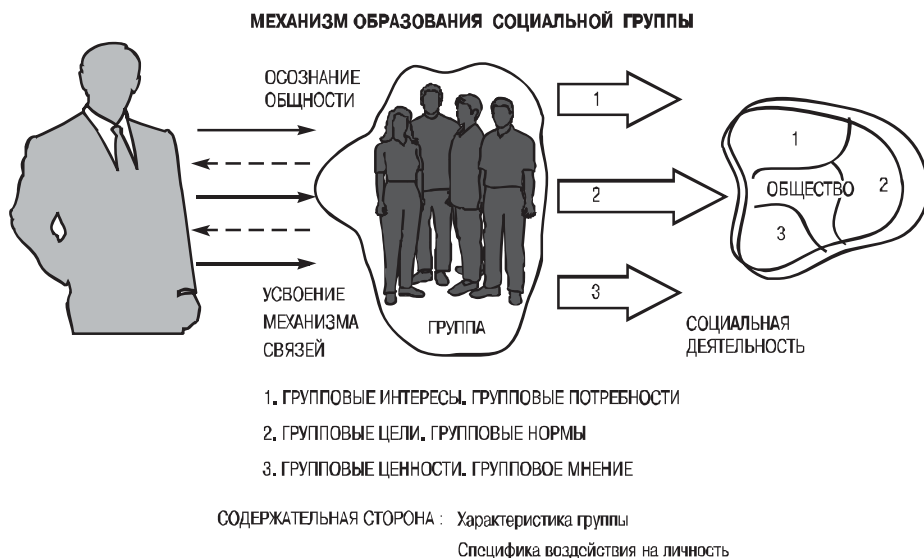 МЕХАНИЗМ ОБРАЗОВАНИЯ СОЦИАЛЬНОЙ ГРУППЫ
ОСОЗНАНИЕ
ОБЩНОСТИ
УСВОЕНИЕ
МЕХАНИЗМА
СВЯЗЕЙ
ГРУППА
1
2
3
1
ОБЩЕСТВО
2
3
СОЦИАЛЬНАЯ
ДЕЯТЕЛЬНОСТЬ
1. ГРУППОВЫЕ ИНТЕРЕСЫ. ГРУППОВЫЕ ПОТРЕБНОСТИ
2. ГРУППОВЫЕ ЦЕЛИ. ГРУППОВЫЕ НОРМЫ
3. ГРУППОВЫЕ ЦЕННОСТИ. ГРУППОВОЕ МНЕНИЕ
СОДЕРЖАТЕЛЬНАЯ СТОРОНА : Характеристика группы
Специфика воздействия на личность